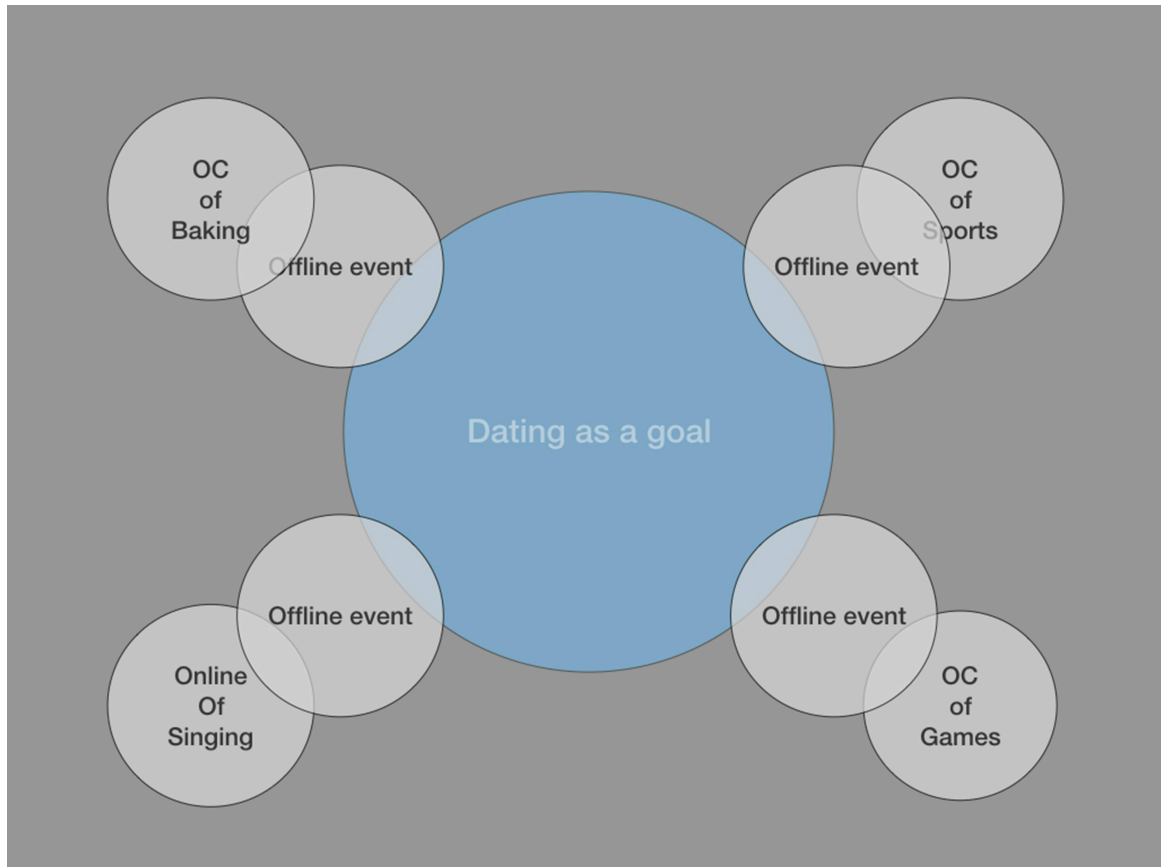 OC
of
Baking
OC
of
Sports
Offline event
Offline event
Dating as a goal
Offline event
Offline event
Online
Of
Singing
OC
of
Games